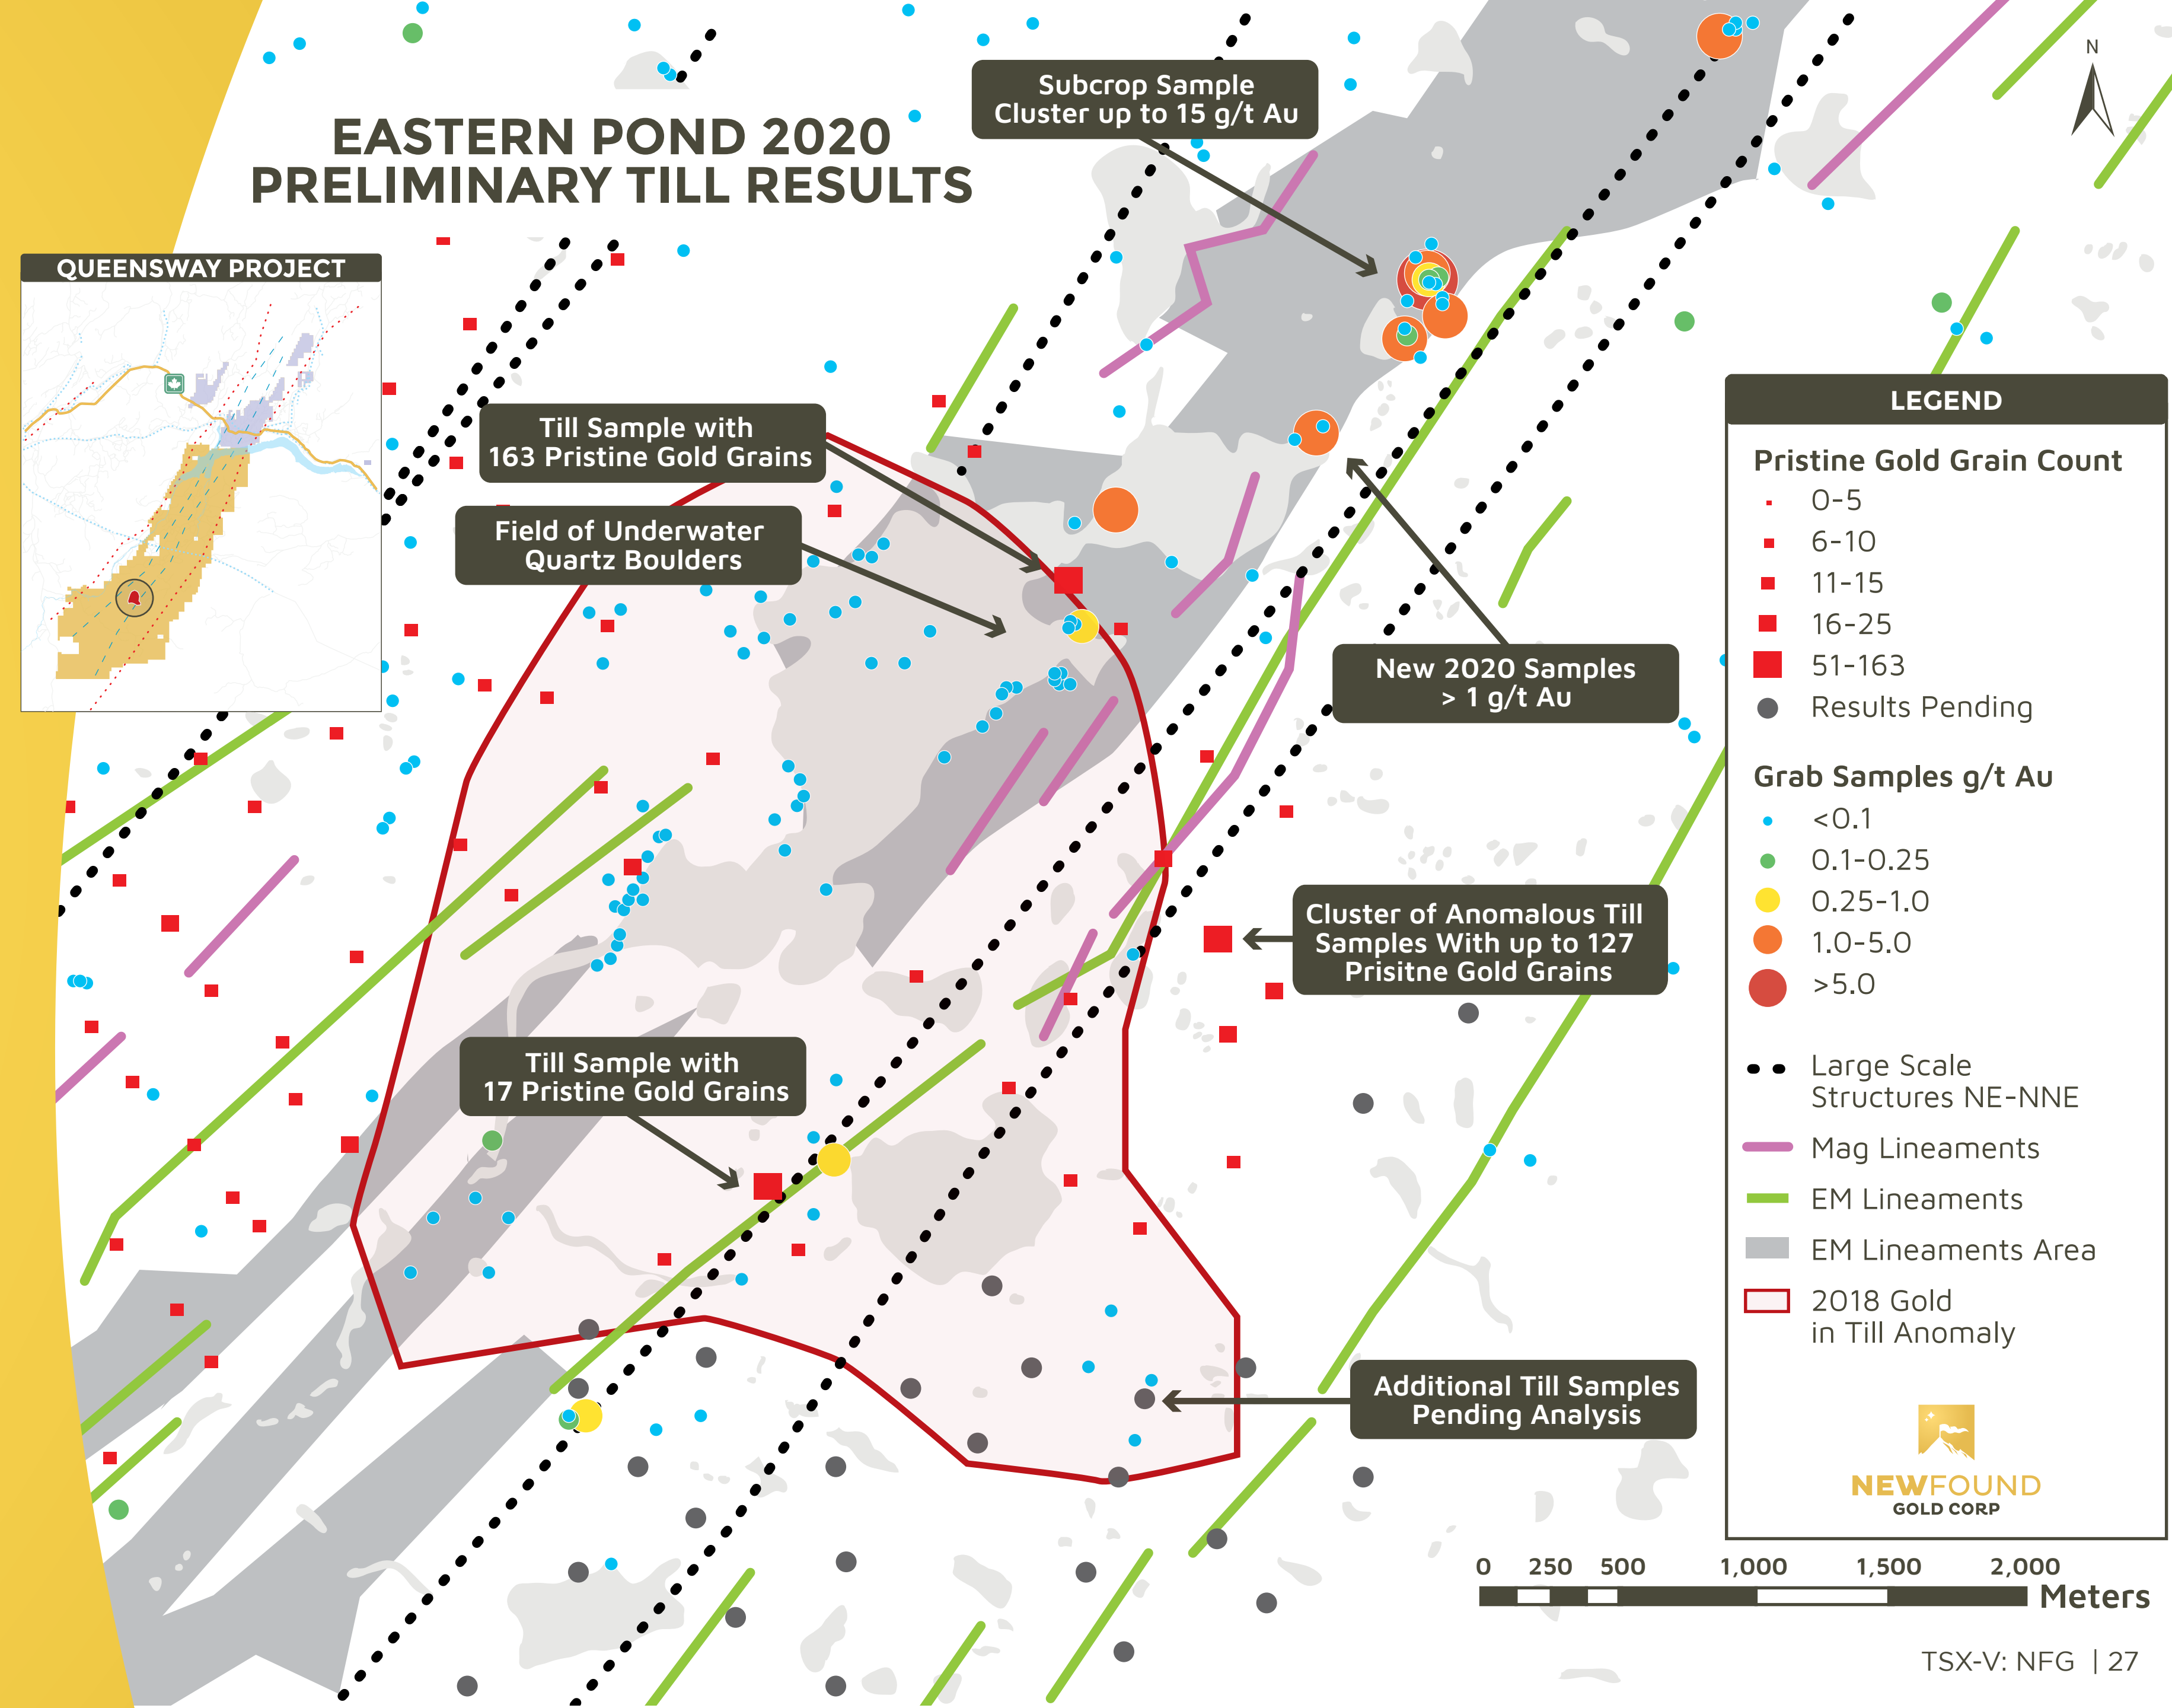 EASTERN POND 2020
PRELIMINARY TILL RESULTS
Subcrop Sample
Cluster up to 15 g/t Au
N
QUEENSWAY PROJECT
Till Sample with
163 Pristine Gold Grains
Field of Underwater
Quartz Boulders
New 2020 Samples
> 1 g/t Au
Cluster of Anomalous Till
Samples With up to 127
Prisitne Gold Grains
Till Sample with
17 Pristine Gold Grains
Additional Till Samples
Pending Analysis
LEGEND
Pristine Gold Grain Count
0-5
6-10
11-15
16-25
51-163
Results Pending
Grab Samples g/t Au
<0.1
0.1-0.25
0.25-1.0
1.0-5.0
>5.0
Large Scale
Structures NE-NNE
Mag Lineaments
EM Lineaments
EM Lineaments Area
2018 Gold
in Till Anomaly
NEWFOUND
GOLD CORP
0 250 500 1,000 1,500 2,000
Meters
TSX-V: NFG | 27